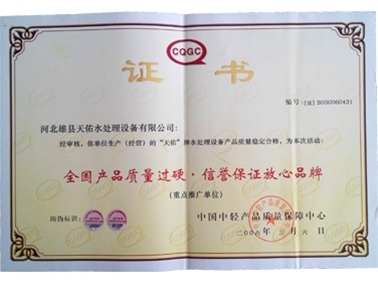 CQGC
证书
编号:[宣] B050060431
河北雄县天佑水处理设备有限公司:
经审核,你单位生产(经营)的“天佑”牌水处理设备产品质量稳定合格,为本次活动:
全国产品质量过硬·信誉保证放心品牌
(重点推广单位)
防伪标识:
中国中轻产品质量保障中心